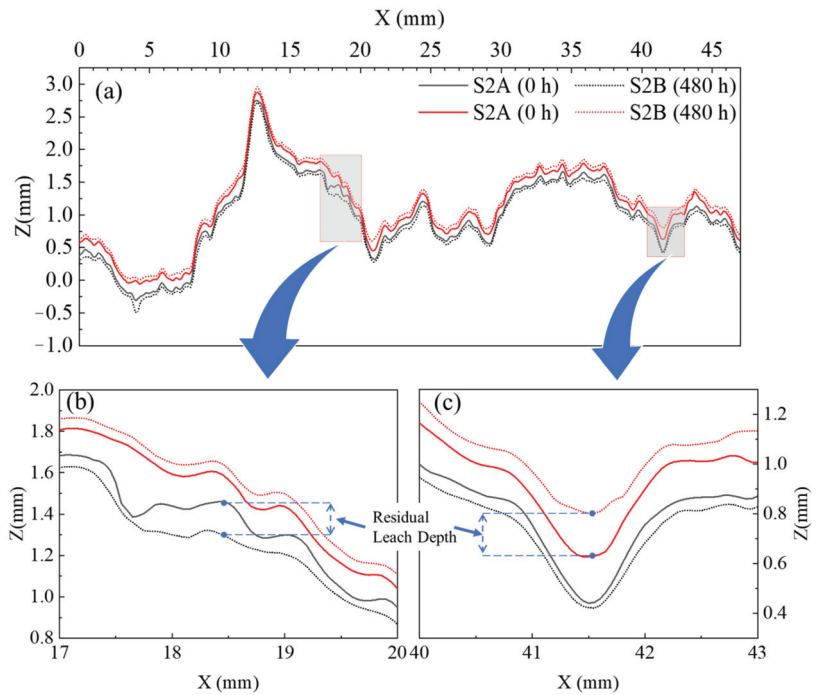 X (mm)
0 5 10 15 20 25 30 35 40 45
3.0
2.5
2.0
1.5
1.0
0.5
0.0
-0.5
-1.0
Z(mm)
(a)
S2A (0 h) S2B (480 h)
S2A (0 h) S2B (480 h)
2.0
1.8
1.6
1.4
1.2
1.0
0.8
Z(mm)
(b)
17 18 19 20
X (mm)
Residual
Leach Depth
(c)
1.2
1.0
0.8
0.6
0.4
Z(mm)
40 41 42 43
X (mm)